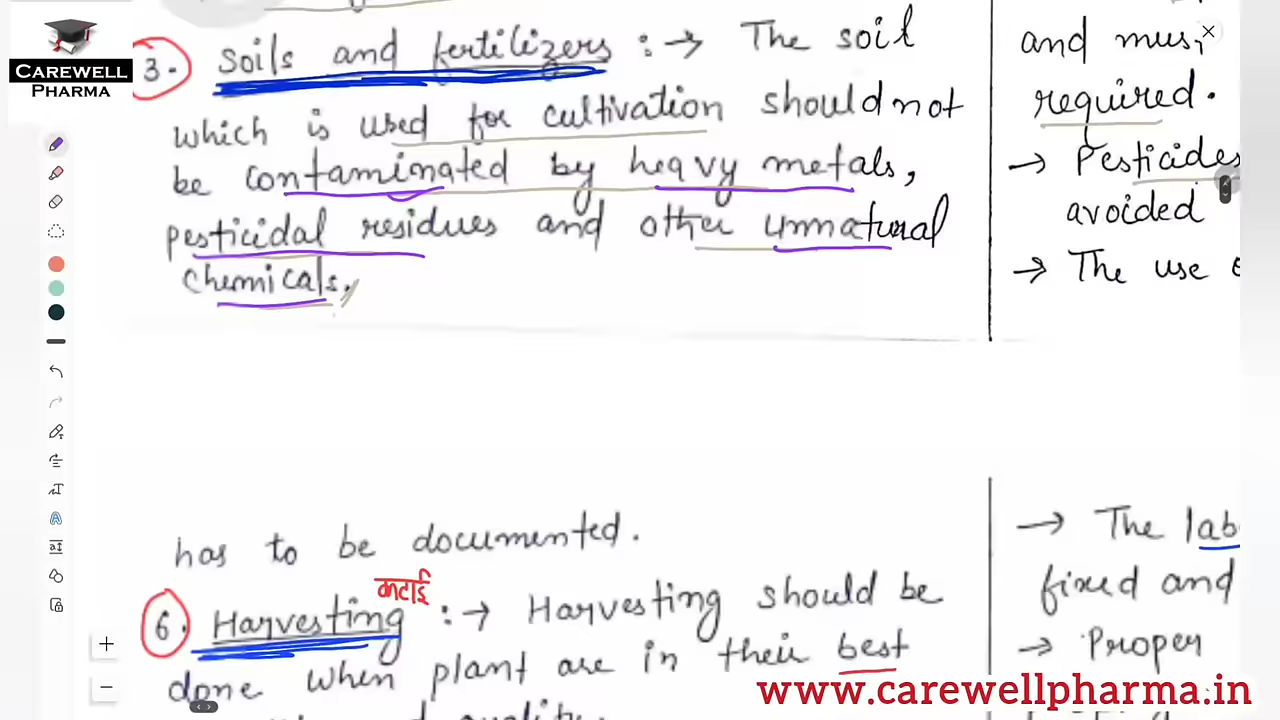 CAREWELL
PHARMA
3. Soils and fertilizers :→ The soil
which is used for cultivation should not
be contaminated by heavy metals,
pesticidal residues and other unnatural
chemicals.
has to be documented.
कटाई
6. Harvesting :→ Harvesting should be
done when plant are in their best
quality.
and mus
required.
→ Pesticides
avoided
→ The use
→ The lab
fixed and
→ Proper
www.carewellpharma.in